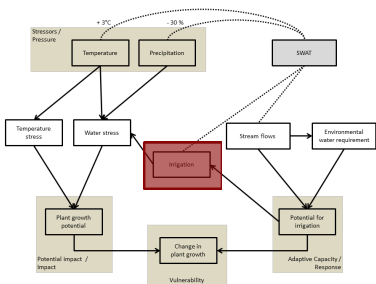 + 3°C
- 30 %
Stressors /
Pressure
Temperature
Precipitation
SWAT
Temperature
stress
Water stress
Irrigation
Stream flows
Environmental
water requirement
Plant growth
potential
Potential Impact /
Impact
Change in
plant growth
Vulnerability
Potential for
irrigation
Adaptive Capacity /
Response